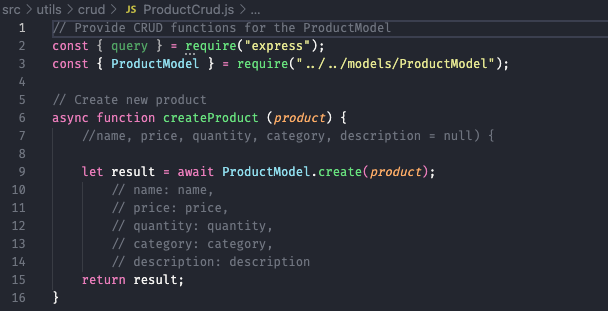 src > utils > crud > JS ProductCrud.js > ...
1 // Provide CRUD functions for the ProductModel
2 const { query } = require("express");
3 const { ProductModel } = require("../../models/ProductModel");
4
5 // Create new product
6 async function createProduct (product) {
7 //name, price, quantity, category, description = null) {
8
9 let result = await ProductModel.create(product);
10 // name: name,
11 // price: price,
12 // quantity: quantity,
13 // category: category,
14 // description: description
15 return result;
16 }